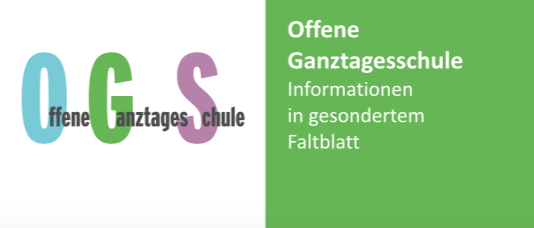 Offene Ganztages Schule
Offene
Ganztagesschule
Informationen
in gesondertem
Faltblatt